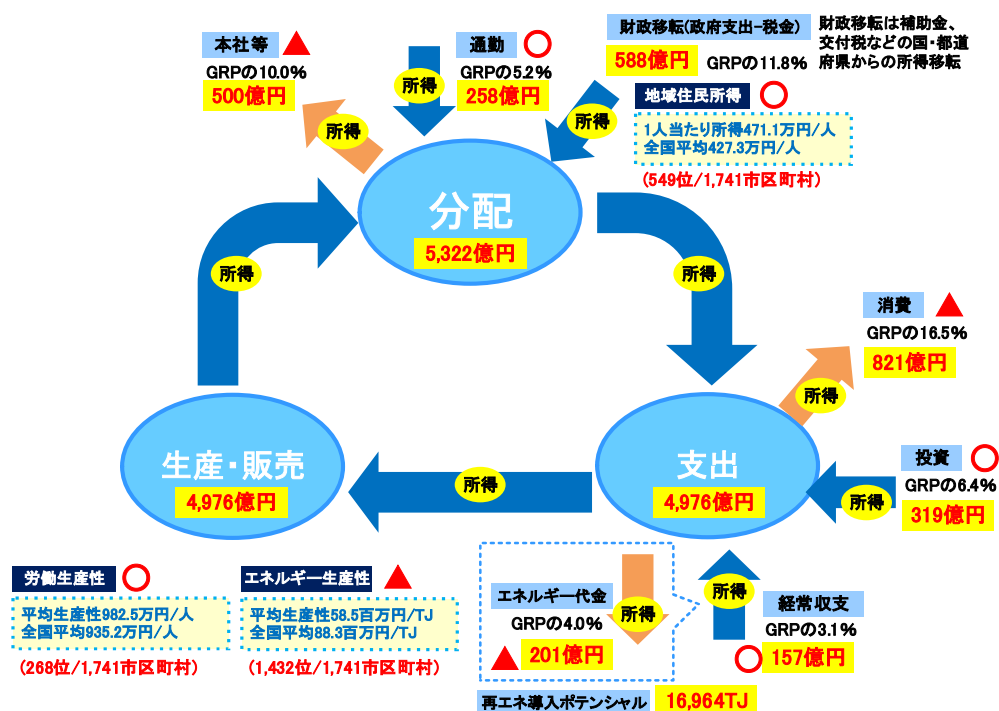 本社等
GRPの10.0%
500億円
所得
通勤
GRPの5.2%
258億円
所得
財政移転(政府支出-税金)
588億円 GRPの11.8%
財政移転は補助金、
交付税などの国・都道
府県からの所得移転
所得
地域住民所得
1人当たり所得471.1万円/人
全国平均427.3万円/人
(549位/1,741市区町村)
分配
5,322億円
所得
所得
消費
GRPの16.5%
821億円
所得
生産・販売
4,976億円
所得
支出
4,976億円
投資
GRPの6.4%
319億円
所得
労働生産性
平均生産性982.5万円/人
全国平均935.2万円/人
(268位/1,741市区町村)
エネルギー生産性
平均生産性58.5百万円/TJ
全国平均88.3百万円/TJ
(1,432位/1,741市区町村)
エネルギー代金
GRPの4.0%
201億円
所得
所得
経常収支
GRPの3.1%
157億円
再エネ導入ポテンシャル 16,964TJ